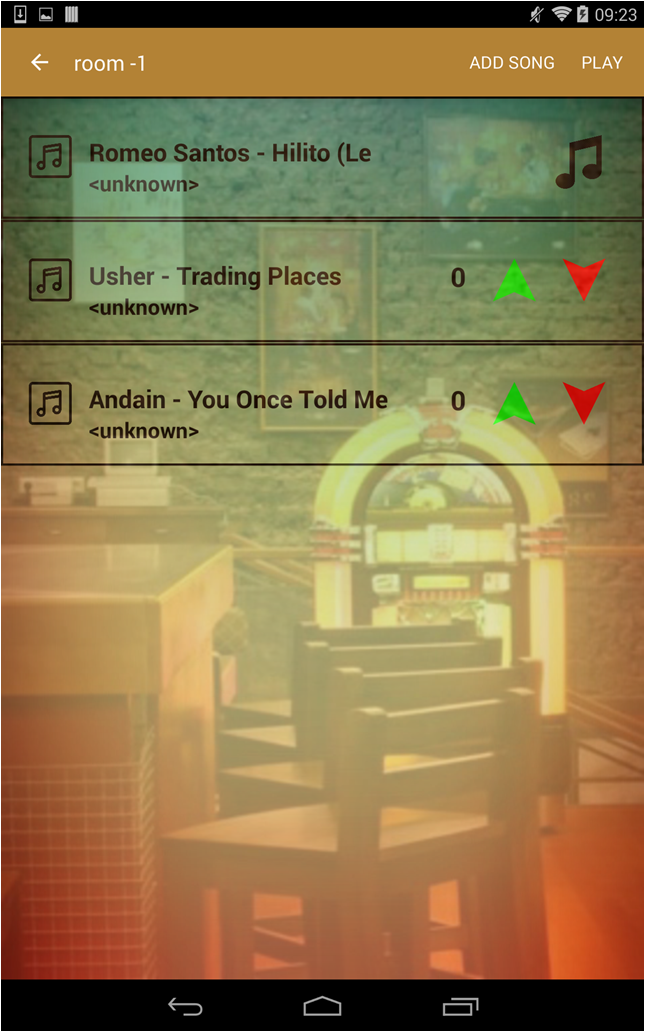 09:23
room -1 ADD SONG PLAY
Romeo Santos - Hilito (Le
<unknown>
Usher - Trading Places 0
<unknown>
Andain - You Once Told Me 0
<unknown>